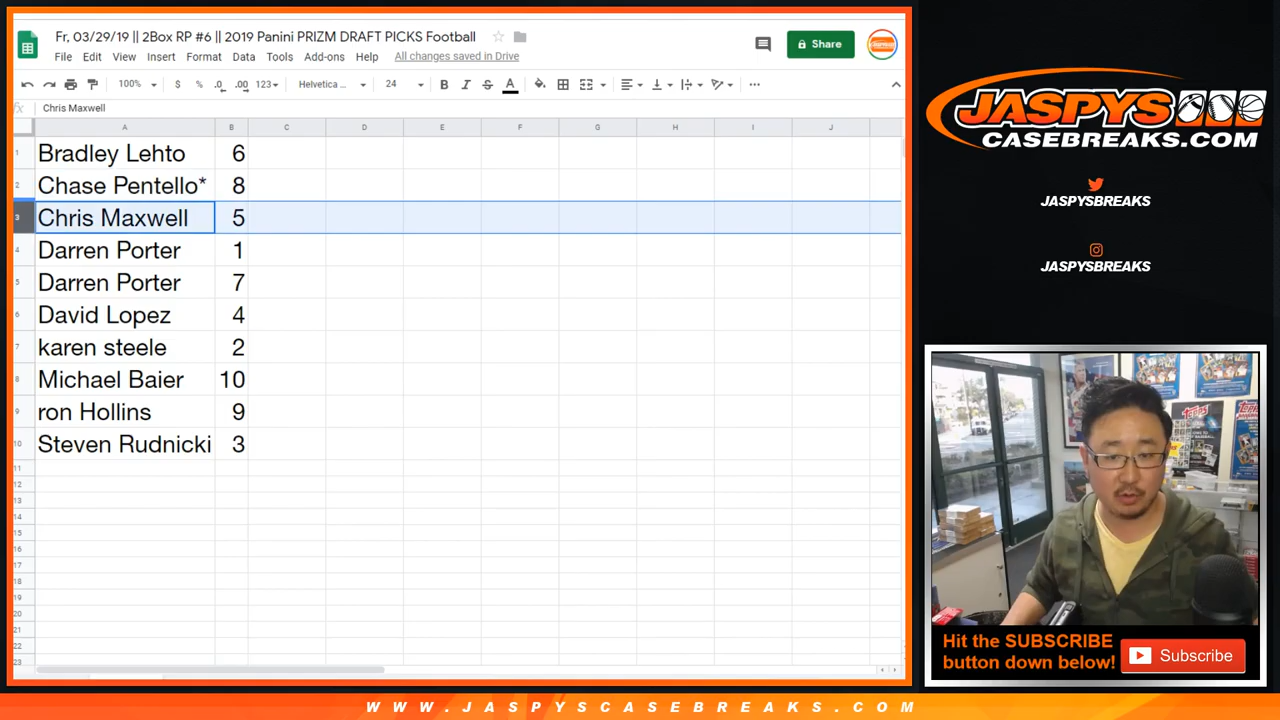 Fr, 03/29/19 || 2Box RP #6 || 2019 Panini PRIZM DRAFT PICKS Football
File Edit View Insert Format Data Tools Add-ons Help All changes saved in Drive
Share
100% $ % .0 .00 123 Helvetica... 24 B I S A
fx Chris Maxwell
A B C D E F G H I J
1 Bradley Lehto 6
2 Chase Pentello* 8
3 Chris Maxwell 5
4 Darren Porter 1
5 Darren Porter 7
6 David Lopez 4
7 karen steele 2
8 Michael Baier 10
9 ron Hollins 9
10 Steven Rudnicki 3
11
12
13
14
15
16
17
18
19
20
21
22
23
JASPYS
CASEBREAKS.COM
JASPYSBREAKS
JASPYSBREAKS
Topps
Hit the SUBSCRIBE
button down below!
Subscribe
WWW.JASPYSCASEBREAKS.COM